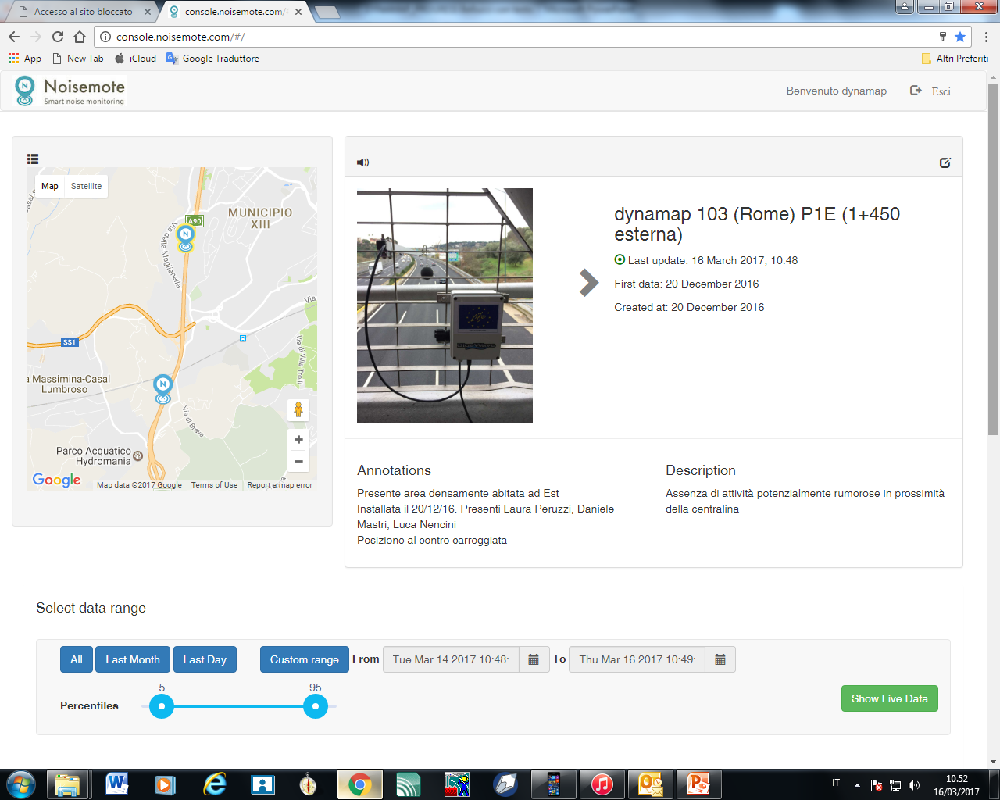 Accesso al sito bloccato
console.noisemote.com/
console.noisemote.com/#/
App
New Tab
iCloud
Google Traduttore
Altri Preferiti
Noisemote
Smart noise monitoring
Benvenuto dynamap
Esci
Map
Satellite
MUNICIPIO
XIII
A90
Via della Maglianella
Via
SS1
Via di Villa Troili
a Massimina-Casal
Lumbroso
Via di Brava
Parco Acquatico
Hydromania
Google
Map data ©2017 Google
Terms of Use
Report a map error
dynamap 103 (Rome) P1E (1+450
esterna)
Last update: 16 March 2017, 10:48
First data: 20 December 2016
Created at: 20 December 2016
Annotations
Presente area densamente abitata ad Est
Installata il 20/12/16. Presenti Laura Peruzzi, Daniele
Mastri, Luca Nencini
Posizione al centro carreggiata
Description
Assenza di attività potenzialmente rumorose in prossimità
della centralina
Select data range
All
Last Month
Last Day
Custom range
From
Tue Mar 14 2017 10:48:
To
Thu Mar 16 2017 10:49:
5
95
Percentiles
Show Live Data
IT
10.52
16/03/2017